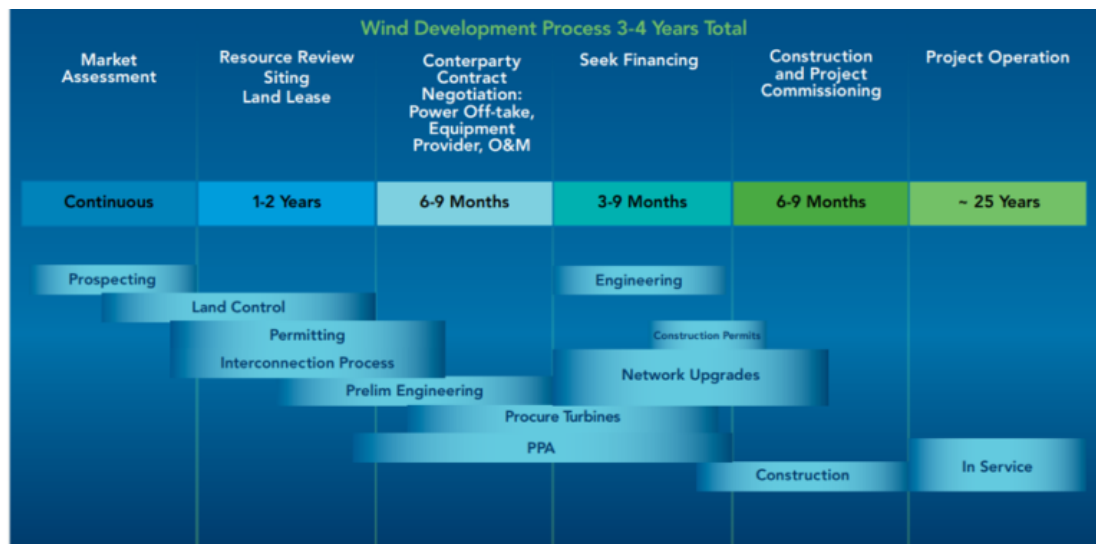 Wind Development Process 3-4 Years Total
Market
Assessment
Resource Review
Siting
Land Lease
Conterparty
Contract
Negotiation:
Power Off-take,
Equipment
Provider, O&M
Seek Financing
Construction
and Project
Commissioning
Project Operation
Continuous
1-2 Years
6-9 Months
3-9 Months
6-9 Months
~ 25 Years
Prospecting
Engineering
Land Control
Permitting
Construction Permits
Interconnection Process
Network Upgrades
Prelim Engineering
Procure Turbines
PPA
Construction
In Service